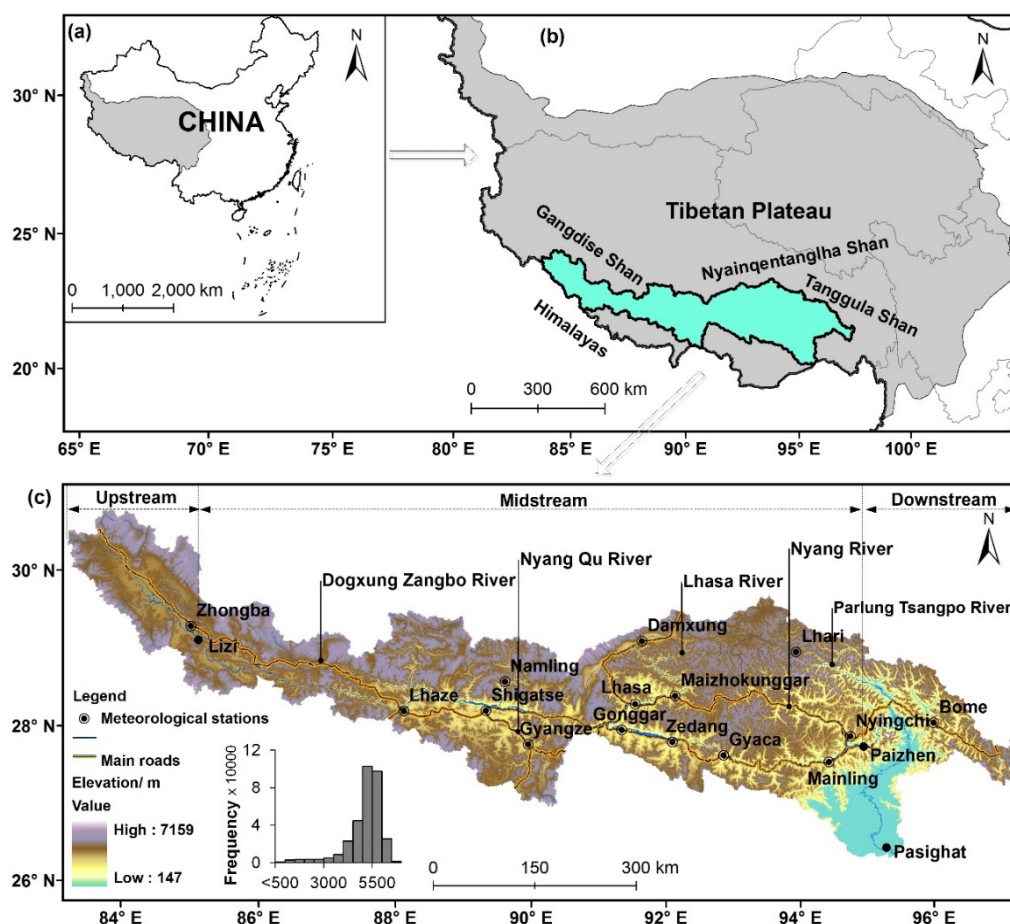 (a)
N
CHINA
0 1,000 2,000 km
(b)
N
Tibetan Plateau
Gangdise Shan
Nyainqentanglha Shan
Tanggula Shan
Himalayas
0 300 600 km
30° N
25° N
20° N
65° E 70° E 75° E 80° E 85° E 90° E 95° E 100° E
(c)
Upstream Midstream Downstream
N
Nyang Qu River
Nyang River
Dogxung Zangbo River
Lhasa River
Parlung Tsangpo River
30° N
28° N
26° N
Zhongba
Lizi
Damxung
Lhari
Namling
Maizhokunggar
Lhaze
Shigatse
Lhasa
Bome
Gonggar
Zedang
Nyingchi
Gyangze
Gyaca
Paizhen
Mainling
Pasighat
Legend
Meteorological stations
Main roads
Elevation/ m
Value
High : 7159
Low : 147
Frequency x 10000
12
8
4
0
<500 3000 5500
0 150 300 km
84° E 86° E 88° E 90° E 92° E 94° E 96° E